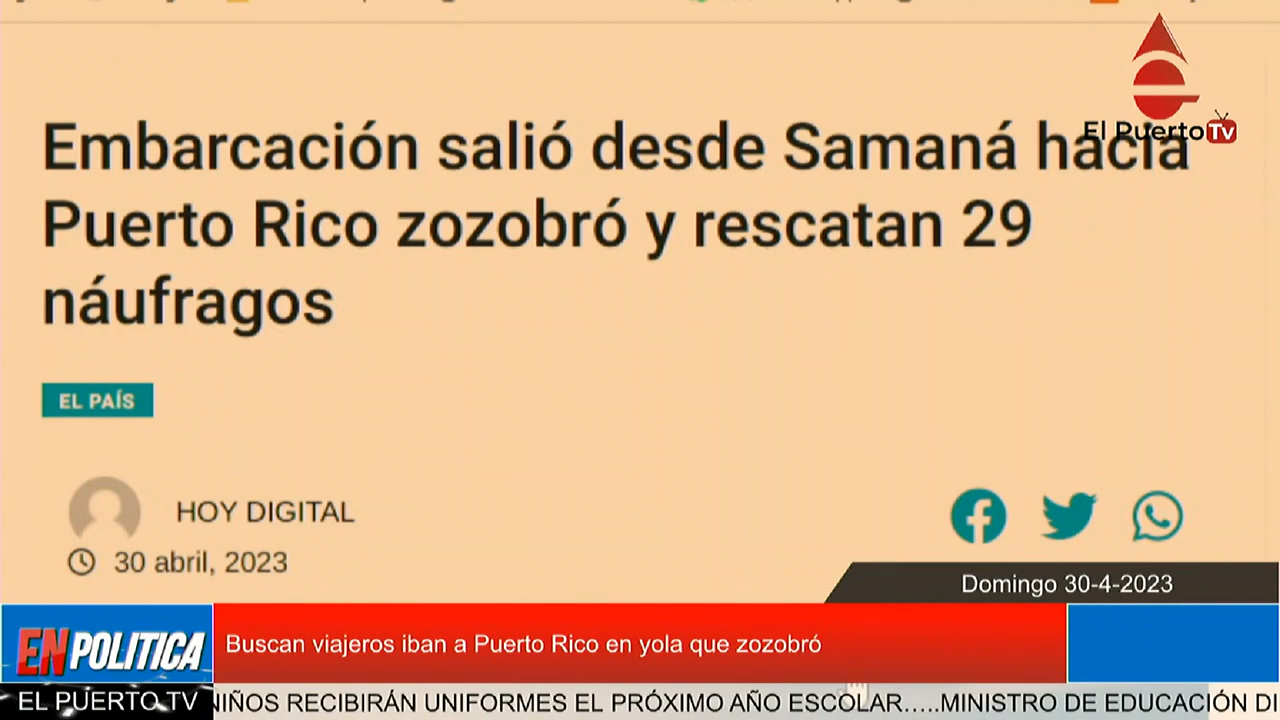 El Puerto TV
Embarcación salió desde Samaná hacia
Puerto Rico zozobró y rescatan 29
náufragos
EL PAÍS
HOY DIGITAL
30 abril, 2023
Domingo 30-4-2023
EN POLITICA
Buscan viajeros iban a Puerto Rico en yola que zozobró
EL PUERTO TV
NIÑOS RECIBIRÁN UNIFORMES EL PRÓXIMO AÑO ESCOLAR.....MINISTRO DE EDUCACIÓN DI